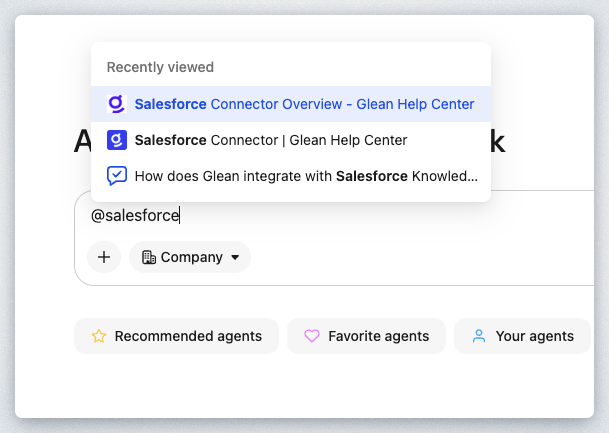 Recently viewed
Salesforce Connector Overview - Glean Help Center
Salesforce Connector | Glean Help Center
How does Glean integrate with Salesforce Knowled...
@salesforce
Company
Recommended agents
Favorite agents
Your agents